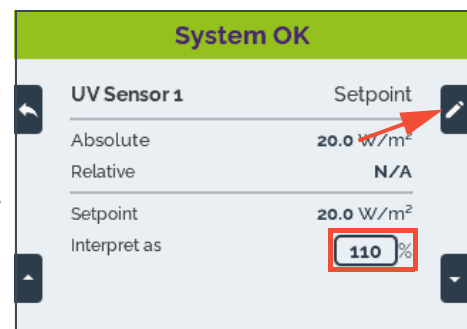 System OK
UV Sensor 1 Setpoint
Absolute 20.0 W/m²
Relative N/A
Setpoint 20.0 W/m²
Interpret as 110 %